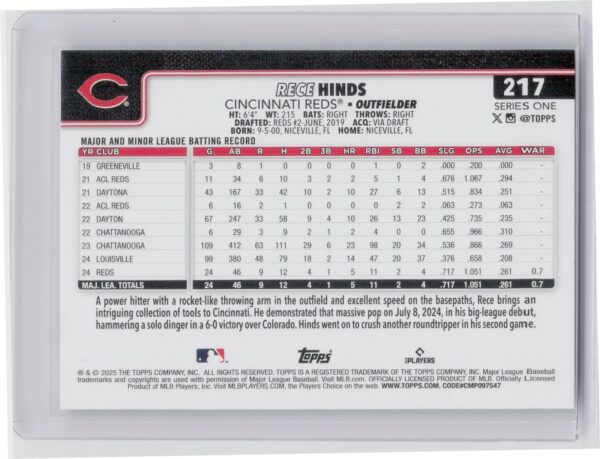 RECE HINDS
CINCINNATI REDS® • OUTFIELDER
HT: 6'4" WT: 215 BATS: RIGHT THROWS: RIGHT
DRAFTED: REDS #2-JUNE, 2019 ACQ: VIA DRAFT
BORN: 9-5-00, NICEVILLE, FL HOME: NICEVILLE, FL
217
SERIES ONE
X @TOPPS
MAJOR AND MINOR LEAGUE BATTING RECORD
YR CLUB G AB R H 2B 3B HR RBI SB BB SLG OPS AVG WAR
19 GREENEVILLE 3 8 1 0 0 0 0 0 0 2 .000 .200 .000 -
21 ACL REDS 11 34 6 10 3 2 2 5 1 4 .676 1.067 .294 -
21 DAYTONA 43 167 33 42 10 2 10 27 6 13 .515 .834 .251 -
22 ACL REDS 6 16 2 1 0 0 0 0 2 2 .063 .273 .063 -
22 DAYTON 67 247 33 58 9 4 10 26 13 23 .425 .735 .235 -
22 CHATTANOOGA 6 29 3 9 2 1 2 4 0 0 .655 .966 .310 -
23 CHATTANOOGA 109 412 63 111 29 6 23 98 20 34 .536 .866 .269 -
24 LOUISVILLE 99 380 48 79 18 2 14 47 20 37 .379 .658 .208 -
24 REDS 24 46 9 12 4 1 5 11 2 4 .717 1.051 .261 0.7
MAJ. LEA. TOTALS 24 46 9 12 4 1 5 11 2 4 .717 1.051 .261 0.7
A power hitter with a rocket-like throwing arm in the outfield and excellent speed on the basepaths, Rece brings an
intriguing collection of tools to Cincinnati. He demonstrated that massive pop on July 8, 2024, in his big-league debut,
hammering a solo dinger in a 6-0 victory over Colorado. Hinds went on to crush another roundtripper in his second game.
Topps
PLAYERS
® & © 2025 THE TOPPS COMPANY, INC. ALL RIGHTS RESERVED. TOPPS IS A REGISTERED TRADEMARK OF THE TOPPS COMPANY, INC. Major League Baseball
trademarks and copyrights are used with permission of Major League Baseball. Visit MLB.com. OFFICIALLY LICENSED PRODUCT OF MLB. Officially Licensed
Product of MLB Players, Inc. Visit MLBPLAYERS.COM, the Players Choice on the web. WWW.TOPPS.COM. CODE#CMP097547